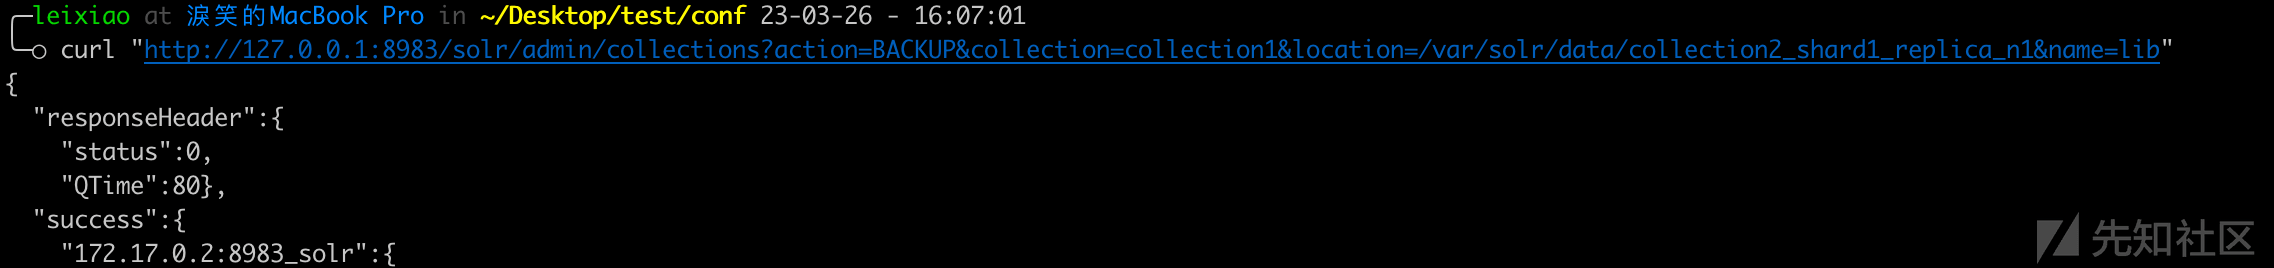 leixiao at 淚笑的MacBook Pro in ~/Desktop/test/conf 23-03-26 - 16:07:01
curl "http://127.0.0.1:8983/solr/admin/collections?action=BACKUP&collection=collection1&location=/var/solr/data/collection2_shard1_replica_n1&name=lib"
{
  "responseHeader":{
    "status":0,
    "QTime":80},
  "success":{
    "172.17.0.2:8983_solr":{
先知社区